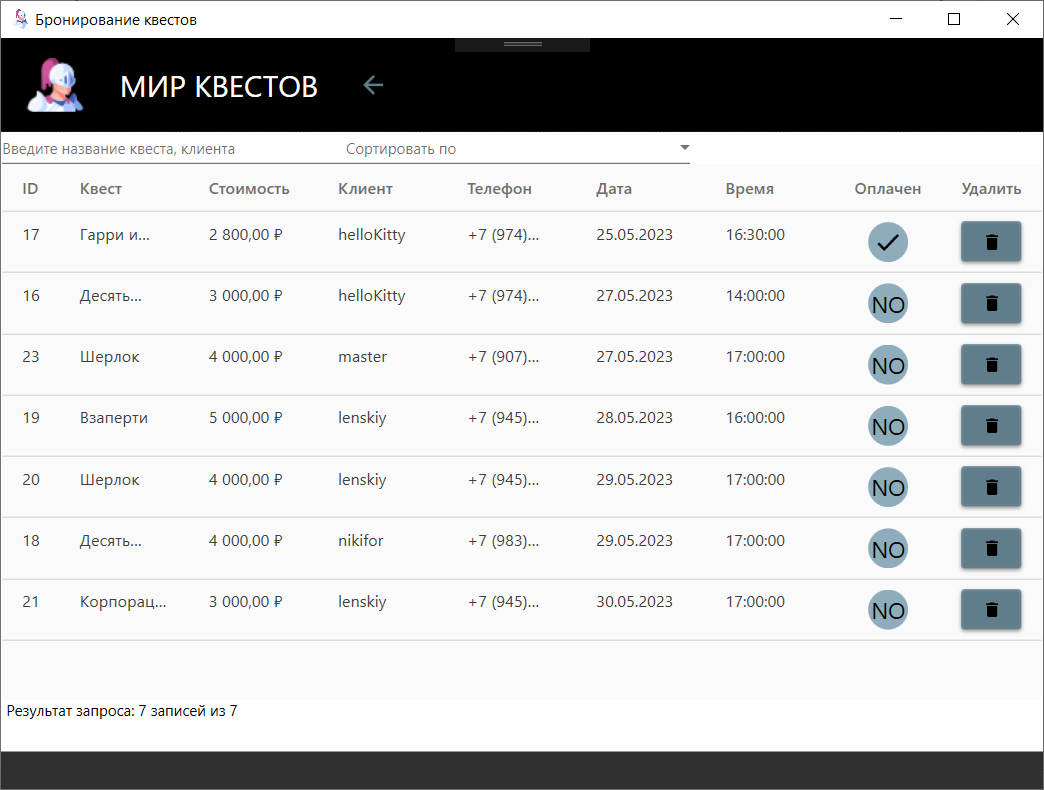 Бронирование квестов
МИР КВЕСТОВ
Введите название квеста, клиента Сортировать по
ID Квест Стоимость Клиент Телефон Дата Время Оплачен Удалить
17 Гарри и... 2 800,00 ₽ helloKitty +7 (974)... 25.05.2023 16:30:00
16 Десять... 3 000,00 ₽ helloKitty +7 (974)... 27.05.2023 14:00:00 NO
23 Шерлок 4 000,00 ₽ master +7 (907)... 27.05.2023 17:00:00 NO
19 Взаперти 5 000,00 ₽ lenskiy +7 (945)... 28.05.2023 16:00:00 NO
20 Шерлок 4 000,00 ₽ lenskiy +7 (945)... 29.05.2023 17:00:00 NO
18 Десять... 4 000,00 ₽ nikifor +7 (983)... 29.05.2023 17:00:00 NO
21 Корпорац... 3 000,00 ₽ lenskiy +7 (945)... 30.05.2023 17:00:00 NO
Результат запроса: 7 записей из 7